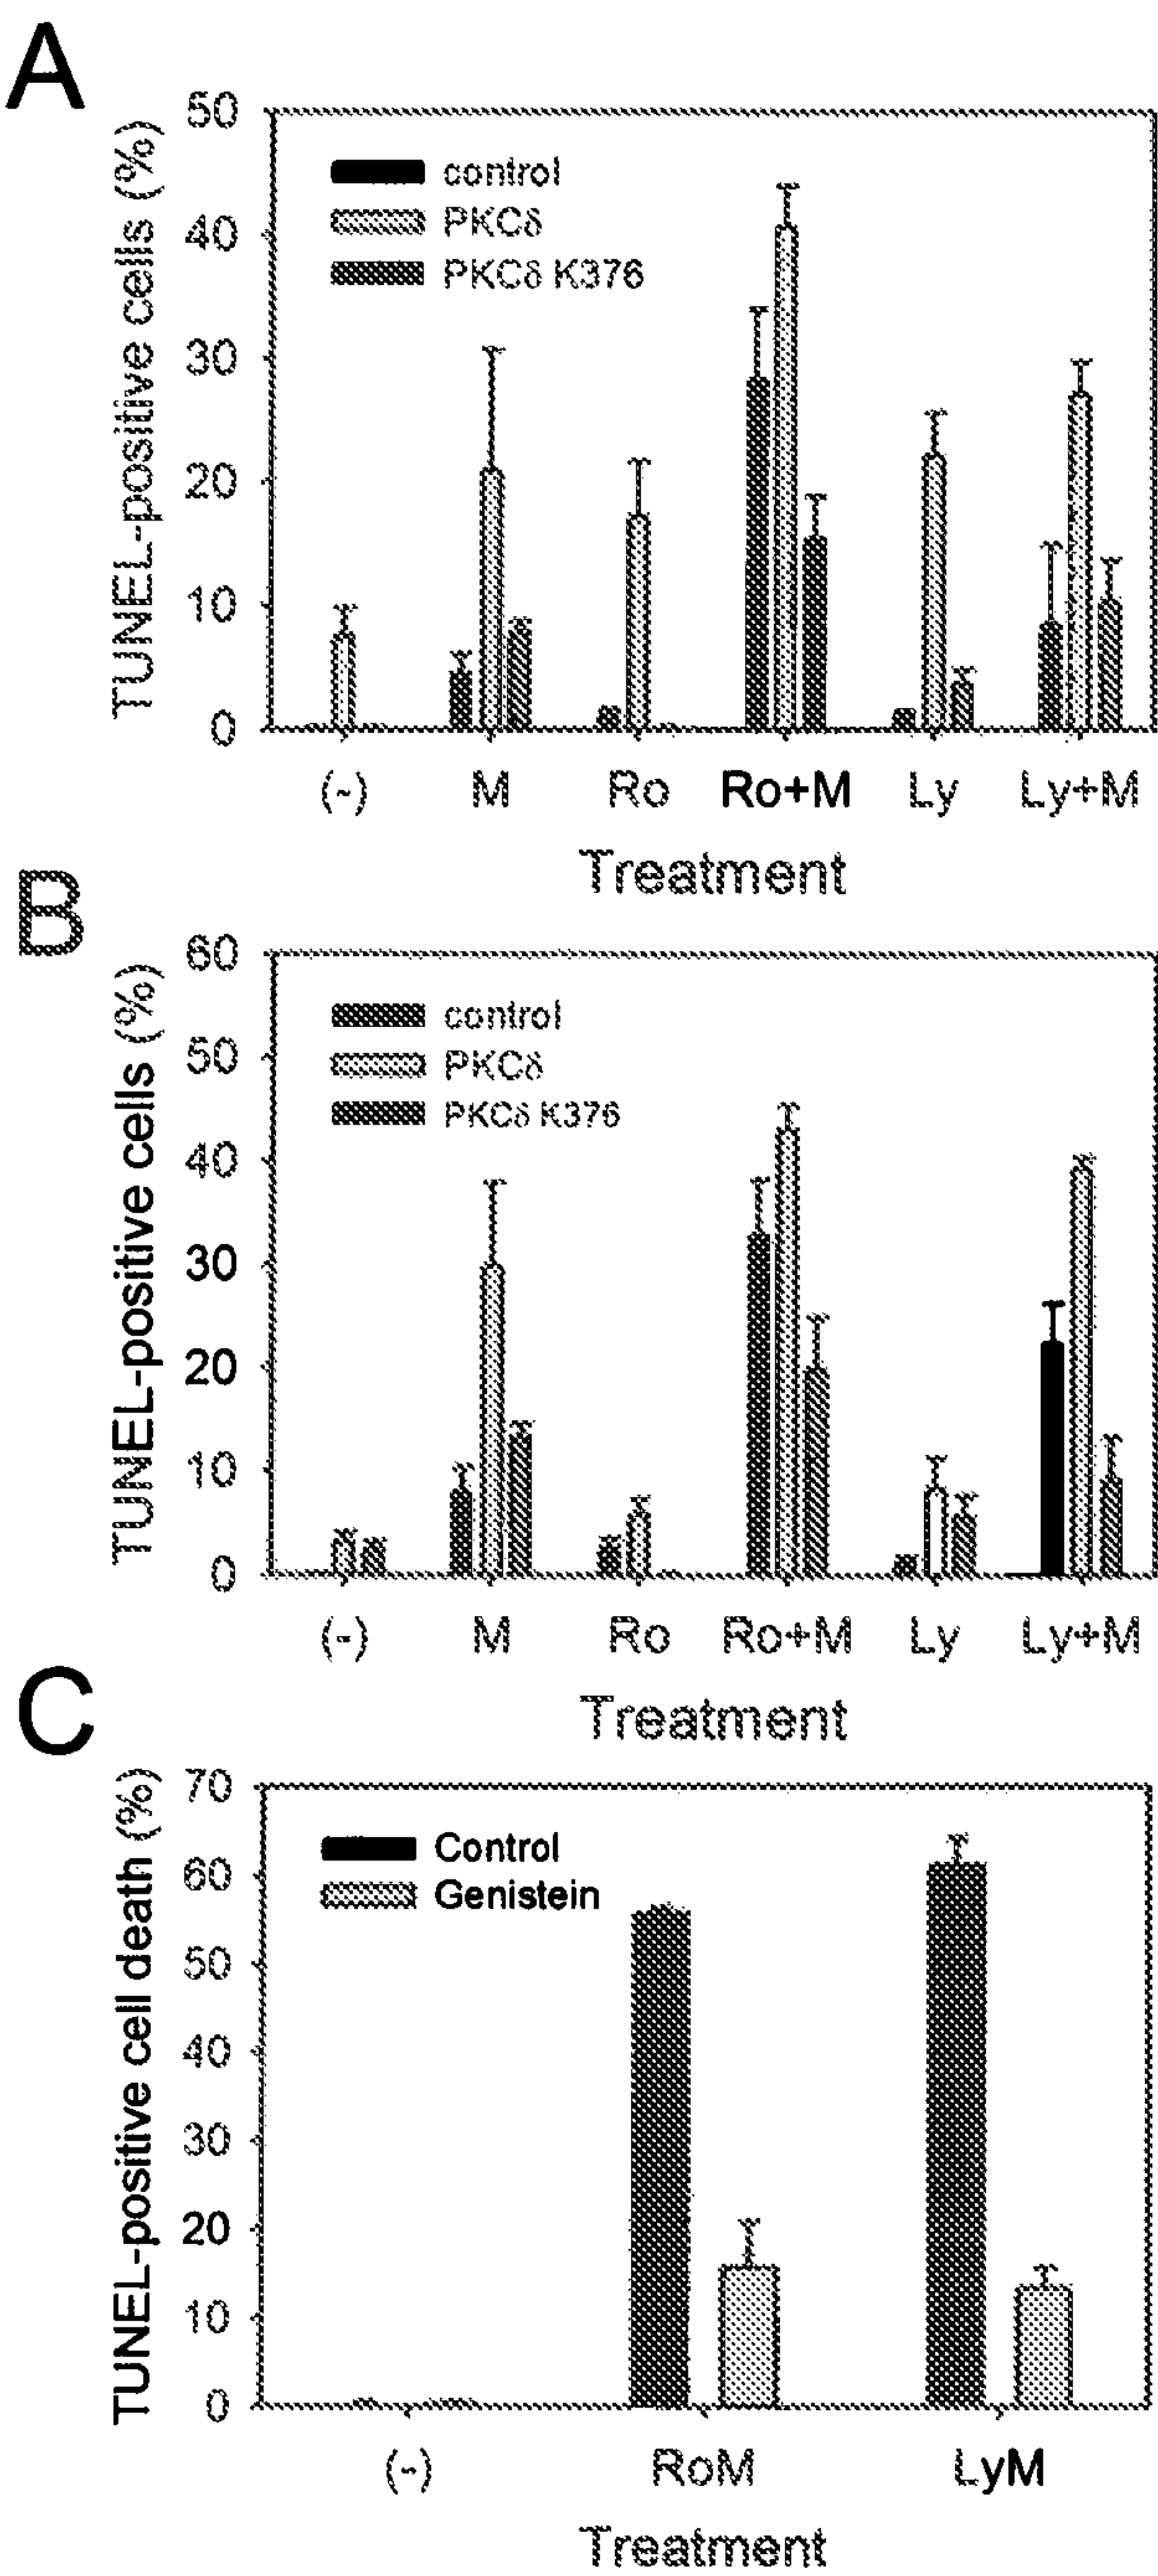 A
TUNEL-positive cells (%)
50
40
30
20
10
0
control
PKCδ
PKCδ K376
(-) M Ro Ro+M Ly Ly+M
Treatment
B
TUNEL-positive cells (%)
60
50
40
30
20
10
0
control
PKCδ
PKCδ K376
(-) M Ro Ro+M Ly Ly+M
Treatment
C
TUNEL-positive cell death (%)
70
60
50
40
30
20
10
0
Control
Genistein
(-) RoM LyM
Treatment